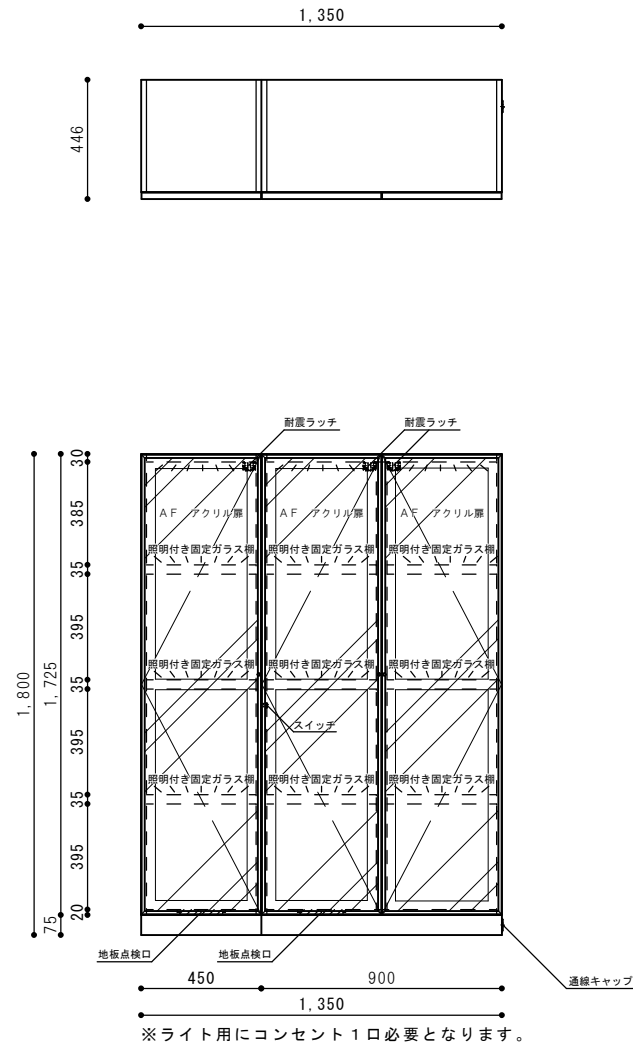 1,350
446
耐震ラッチ 耐震ラッチ
30
385
35
395
35
395
35
395
20
75
1,725
1,800
AF アクリル扉 AF アクリル扉 AF アクリル扉
照明付き固定ガラス棚 照明付き固定ガラス棚 照明付き固定ガラス棚
照明付き固定ガラス棚 照明付き固定ガラス棚 照明付き固定ガラス棚
スイッチ
照明付き固定ガラス棚 照明付き固定ガラス棚 照明付き固定ガラス棚
地板点検口 地板点検口
通線キャップ
450 900
1,350
※ライト用にコンセント1口必要となります。